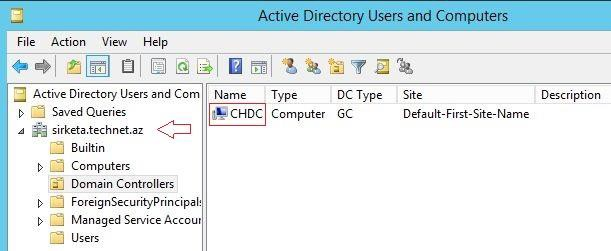 Active Directory Users and Computers
File Action View Help
Active Directory Users and Com
Saved Queries
sirketa.technet.az
Builtin
Computers
Domain Controllers
ForeignSecurityPrincipals
Managed Service Accour
Users
Name Type DC Type Site Description
CHDC Computer GC Default-First-Site-Name